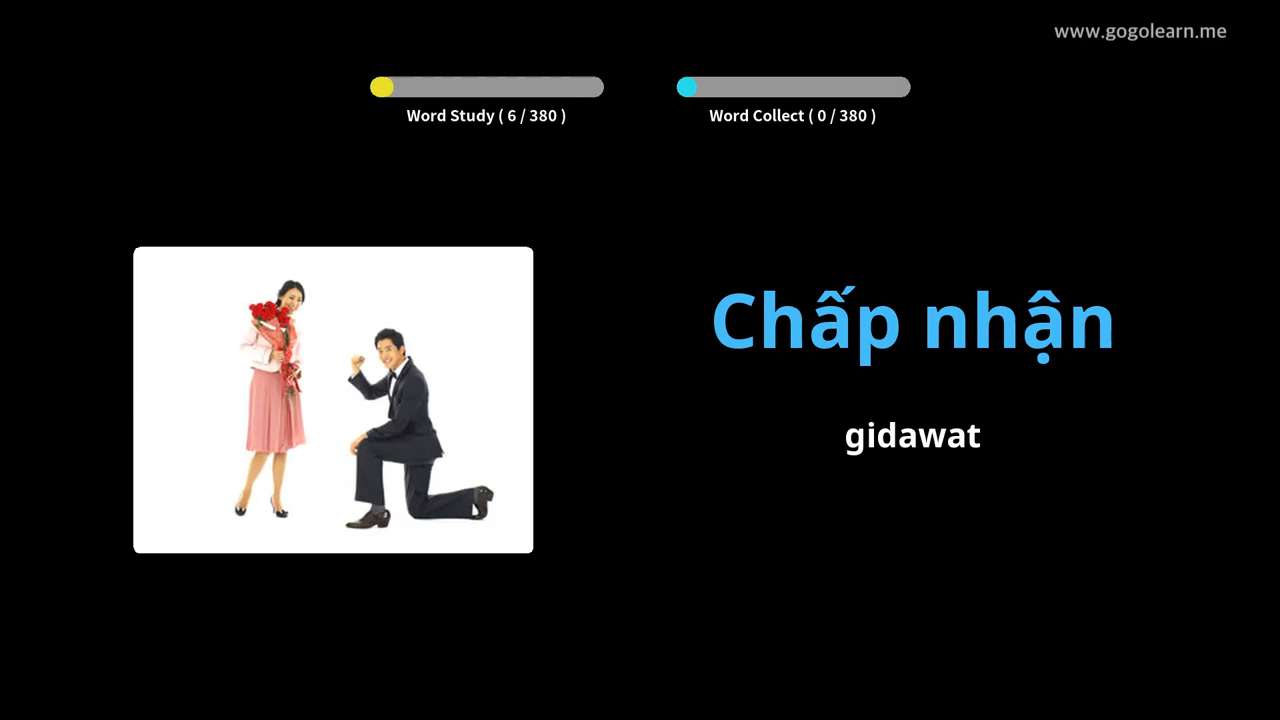 www.gogolearn.me
Word Study ( 6 / 380 )
Word Collect ( 0 / 380 )
Chấp nhận
gidawat